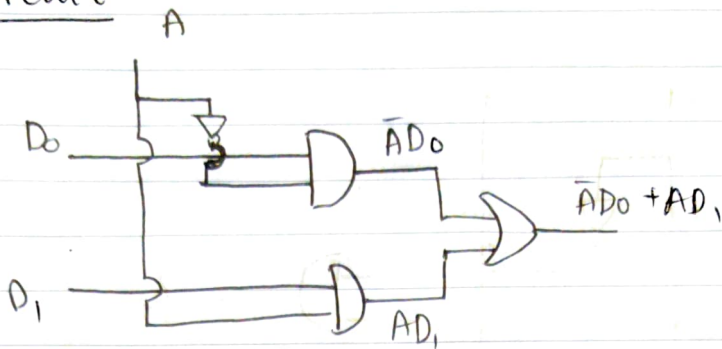 A
D₀
ĀD₀
ĀD₀ + AD₁
D₁
AD₁